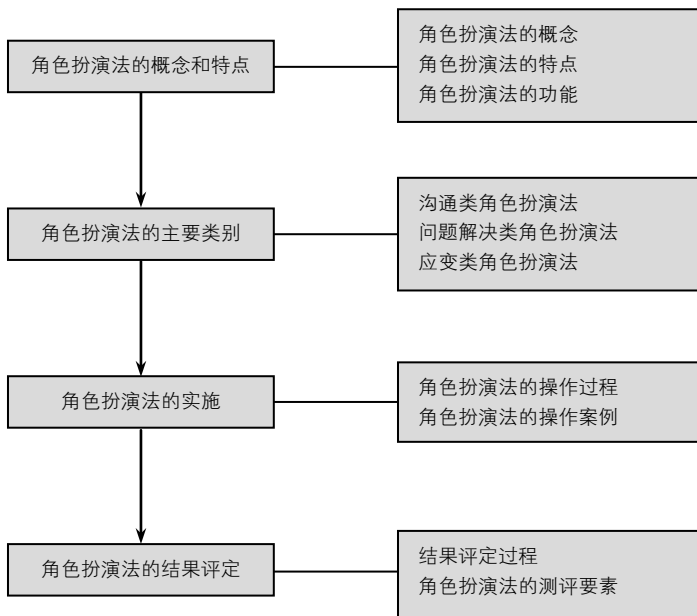 角色扮演法的概念和特点
角色扮演法的概念
角色扮演法的特点
角色扮演法的功能
角色扮演法的主要类别
沟通类角色扮演法
问题解决类角色扮演法
应变类角色扮演法
角色扮演法的实施
角色扮演法的操作过程
角色扮演法的操作案例
角色扮演法的结果评定
结果评定过程
角色扮演法的测评要素